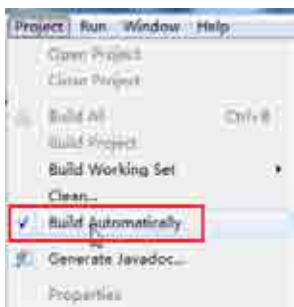 Project Run Window Help
Open Project
Close Project
Build All Ctrl+B
Build Project
Build Working Set
Clean...
Build Automatically
Generate Javadoc...
Properties